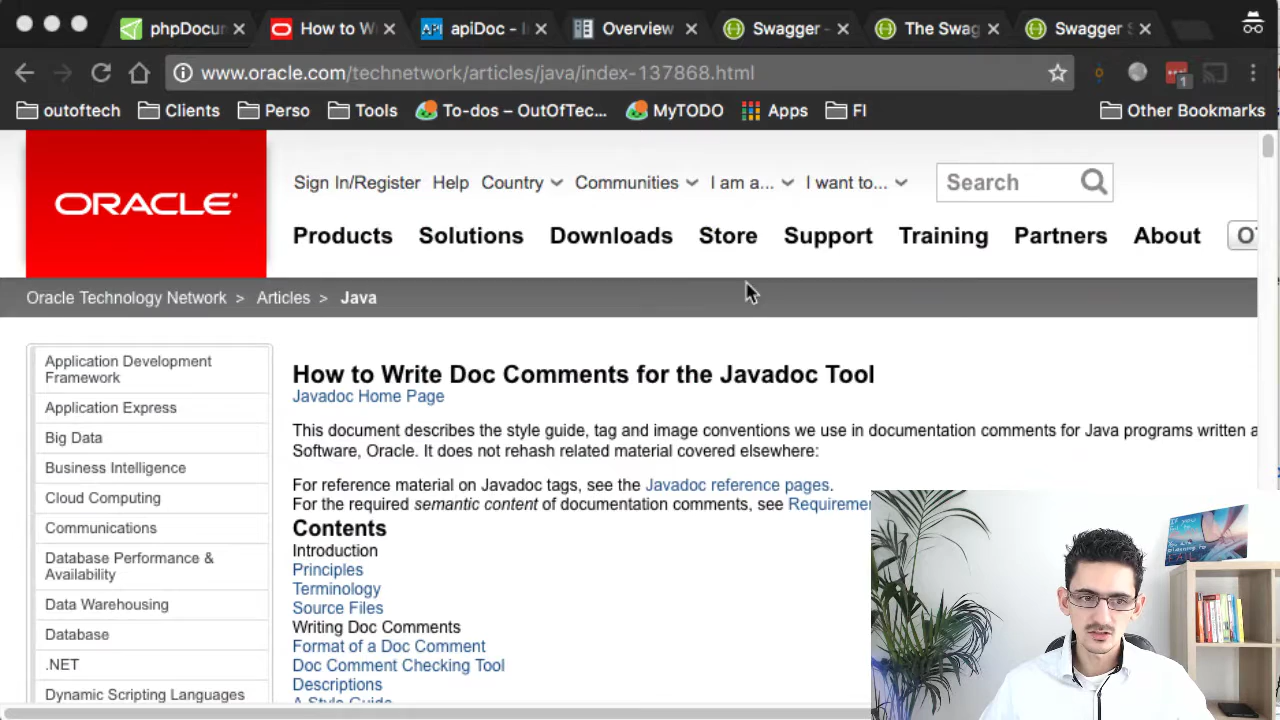 phpDocun
How to Wi
apiDoc - I
Overview
Swagger -
The Swag
Swagger S
www.oracle.com/technetwork/articles/java/index-137868.html
1
outoftech
Clients
Perso
Tools
To-dos – OutOfTec...
MyTODO
Apps
FI
Other Bookmarks
ORACLE
Sign In/Register
Help
Country
Communities
I am a...
I want to...
Search
Products
Solutions
Downloads
Store
Support
Training
Partners
About
Oracle Technology Network > Articles > Java
Application Development
Framework
Application Express
Big Data
Business Intelligence
Cloud Computing
Communications
Database Performance &
Availability
Data Warehousing
Database
.NET
Dynamic Scripting Languages
How to Write Doc Comments for the Javadoc Tool
Javadoc Home Page
This document describes the style guide, tag and image conventions we use in documentation comments for Java programs written a
Software, Oracle. It does not rehash related material covered elsewhere:
For reference material on Javadoc tags, see the Javadoc reference pages.
For the required semantic content of documentation comments, see Requireme
Contents
Introduction
Principles
Terminology
Source Files
Writing Doc Comments
Format of a Doc Comment
Doc Comment Checking Tool
Descriptions
A Style Guide